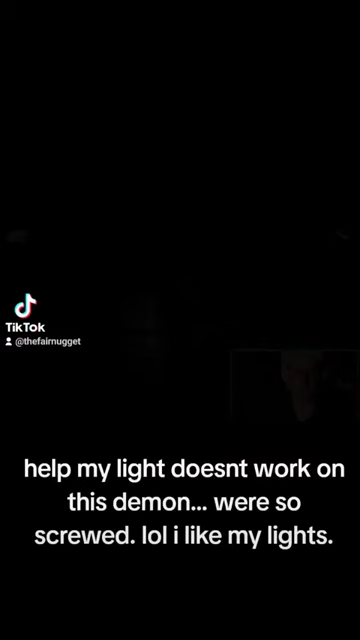 TikTok
@thefairnugget
help my light doesnt work on
this demon... were so
screwed. lol i like my lights.